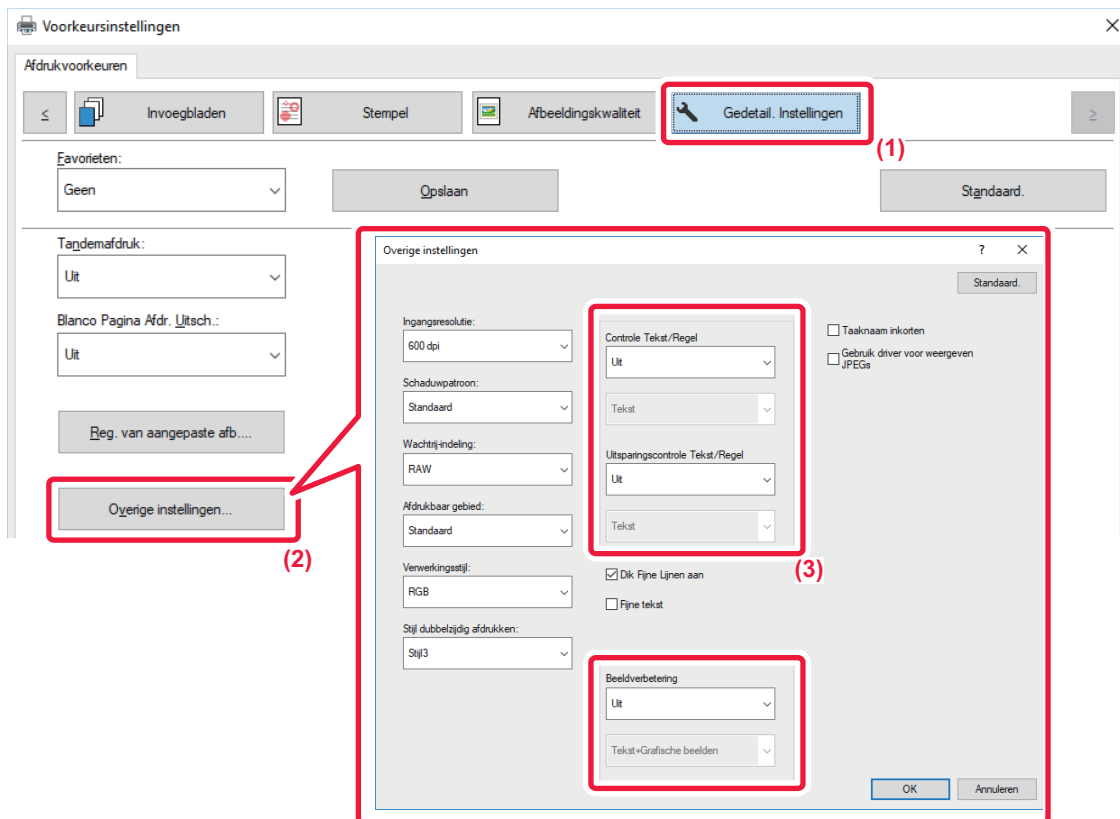 Voorkeursinstellingen
Afdrukvoorkeuren
≤
Invoegbladen
Stempel
Afbeeldingskwaliteit
Gedetail. Instellingen
≥
(1)
Favorieten:
Geen
Opslaan
Standaard.
Tandemafdruk:
Uit
Blanco Pagina Afdr. Uitsch.:
Uit
Reg. van aangepaste afb....
Overige instellingen...
(2)
Overige instellingen
?
Standaard.
Ingangsresolutie:
600 dpi
Schaduwpatroon:
Standaard
Wachtrij-indeling:
RAW
Afdrukbaar gebied:
Standaard
Verwerkingsstijl:
RGB
Stijl dubbelzijdig afdrukken:
Stijl3
Controle Tekst/Regel
Uit
Tekst
Uitsparingscontrole Tekst/Regel
Uit
Tekst
(3)
Dik Fijne Lijnen aan
Fijne tekst
Beeldverbetering
Uit
Tekst+Grafische beelden
Taaknaam inkorten
Gebruik driver voor weergeven
JPEGs
OK
Annuleren